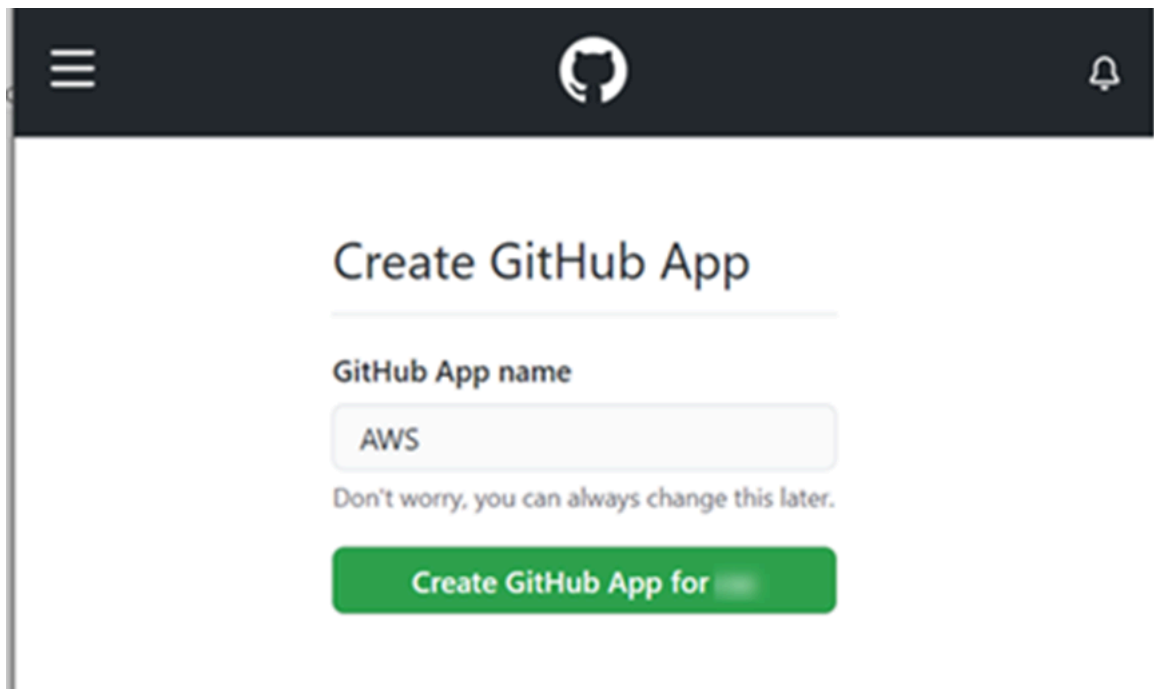 Create GitHub App
GitHub App name
AWS
Don't worry, you can always change this later.
Create GitHub App for